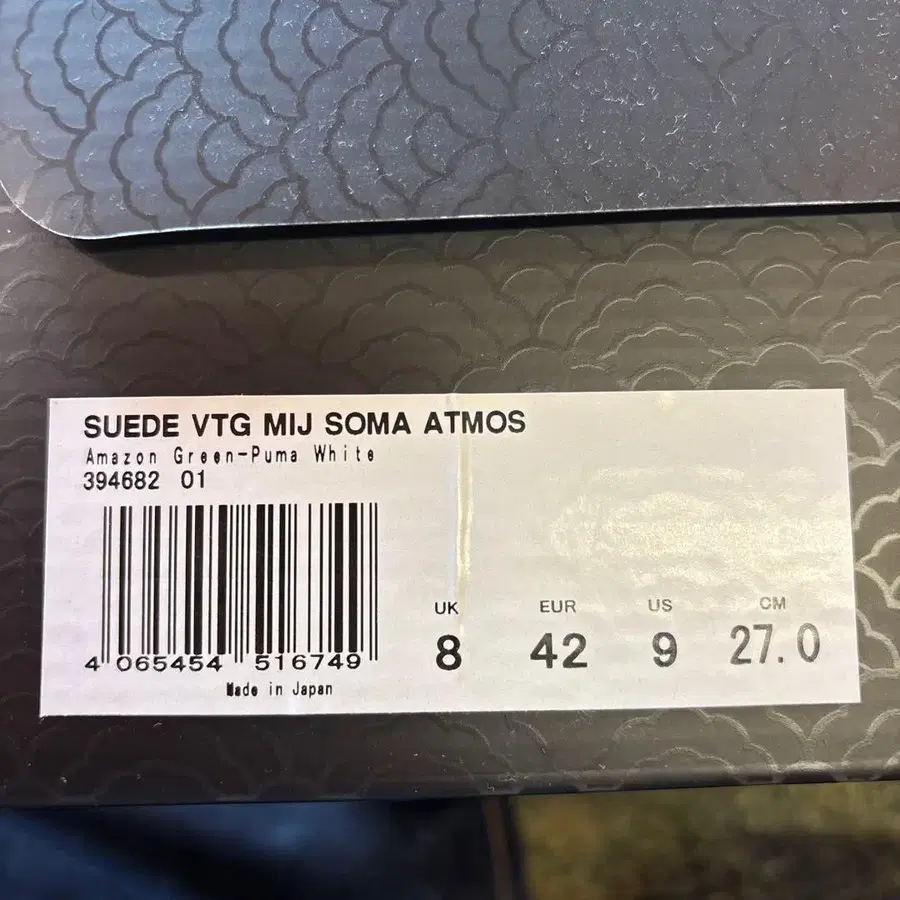 SUEDE VTG MIJ SOMA ATMOS
Amazon Green-Puma White
394682 01
UK EUR US CM
8 42 9 27.0
4 065454 516749
Made in Japan